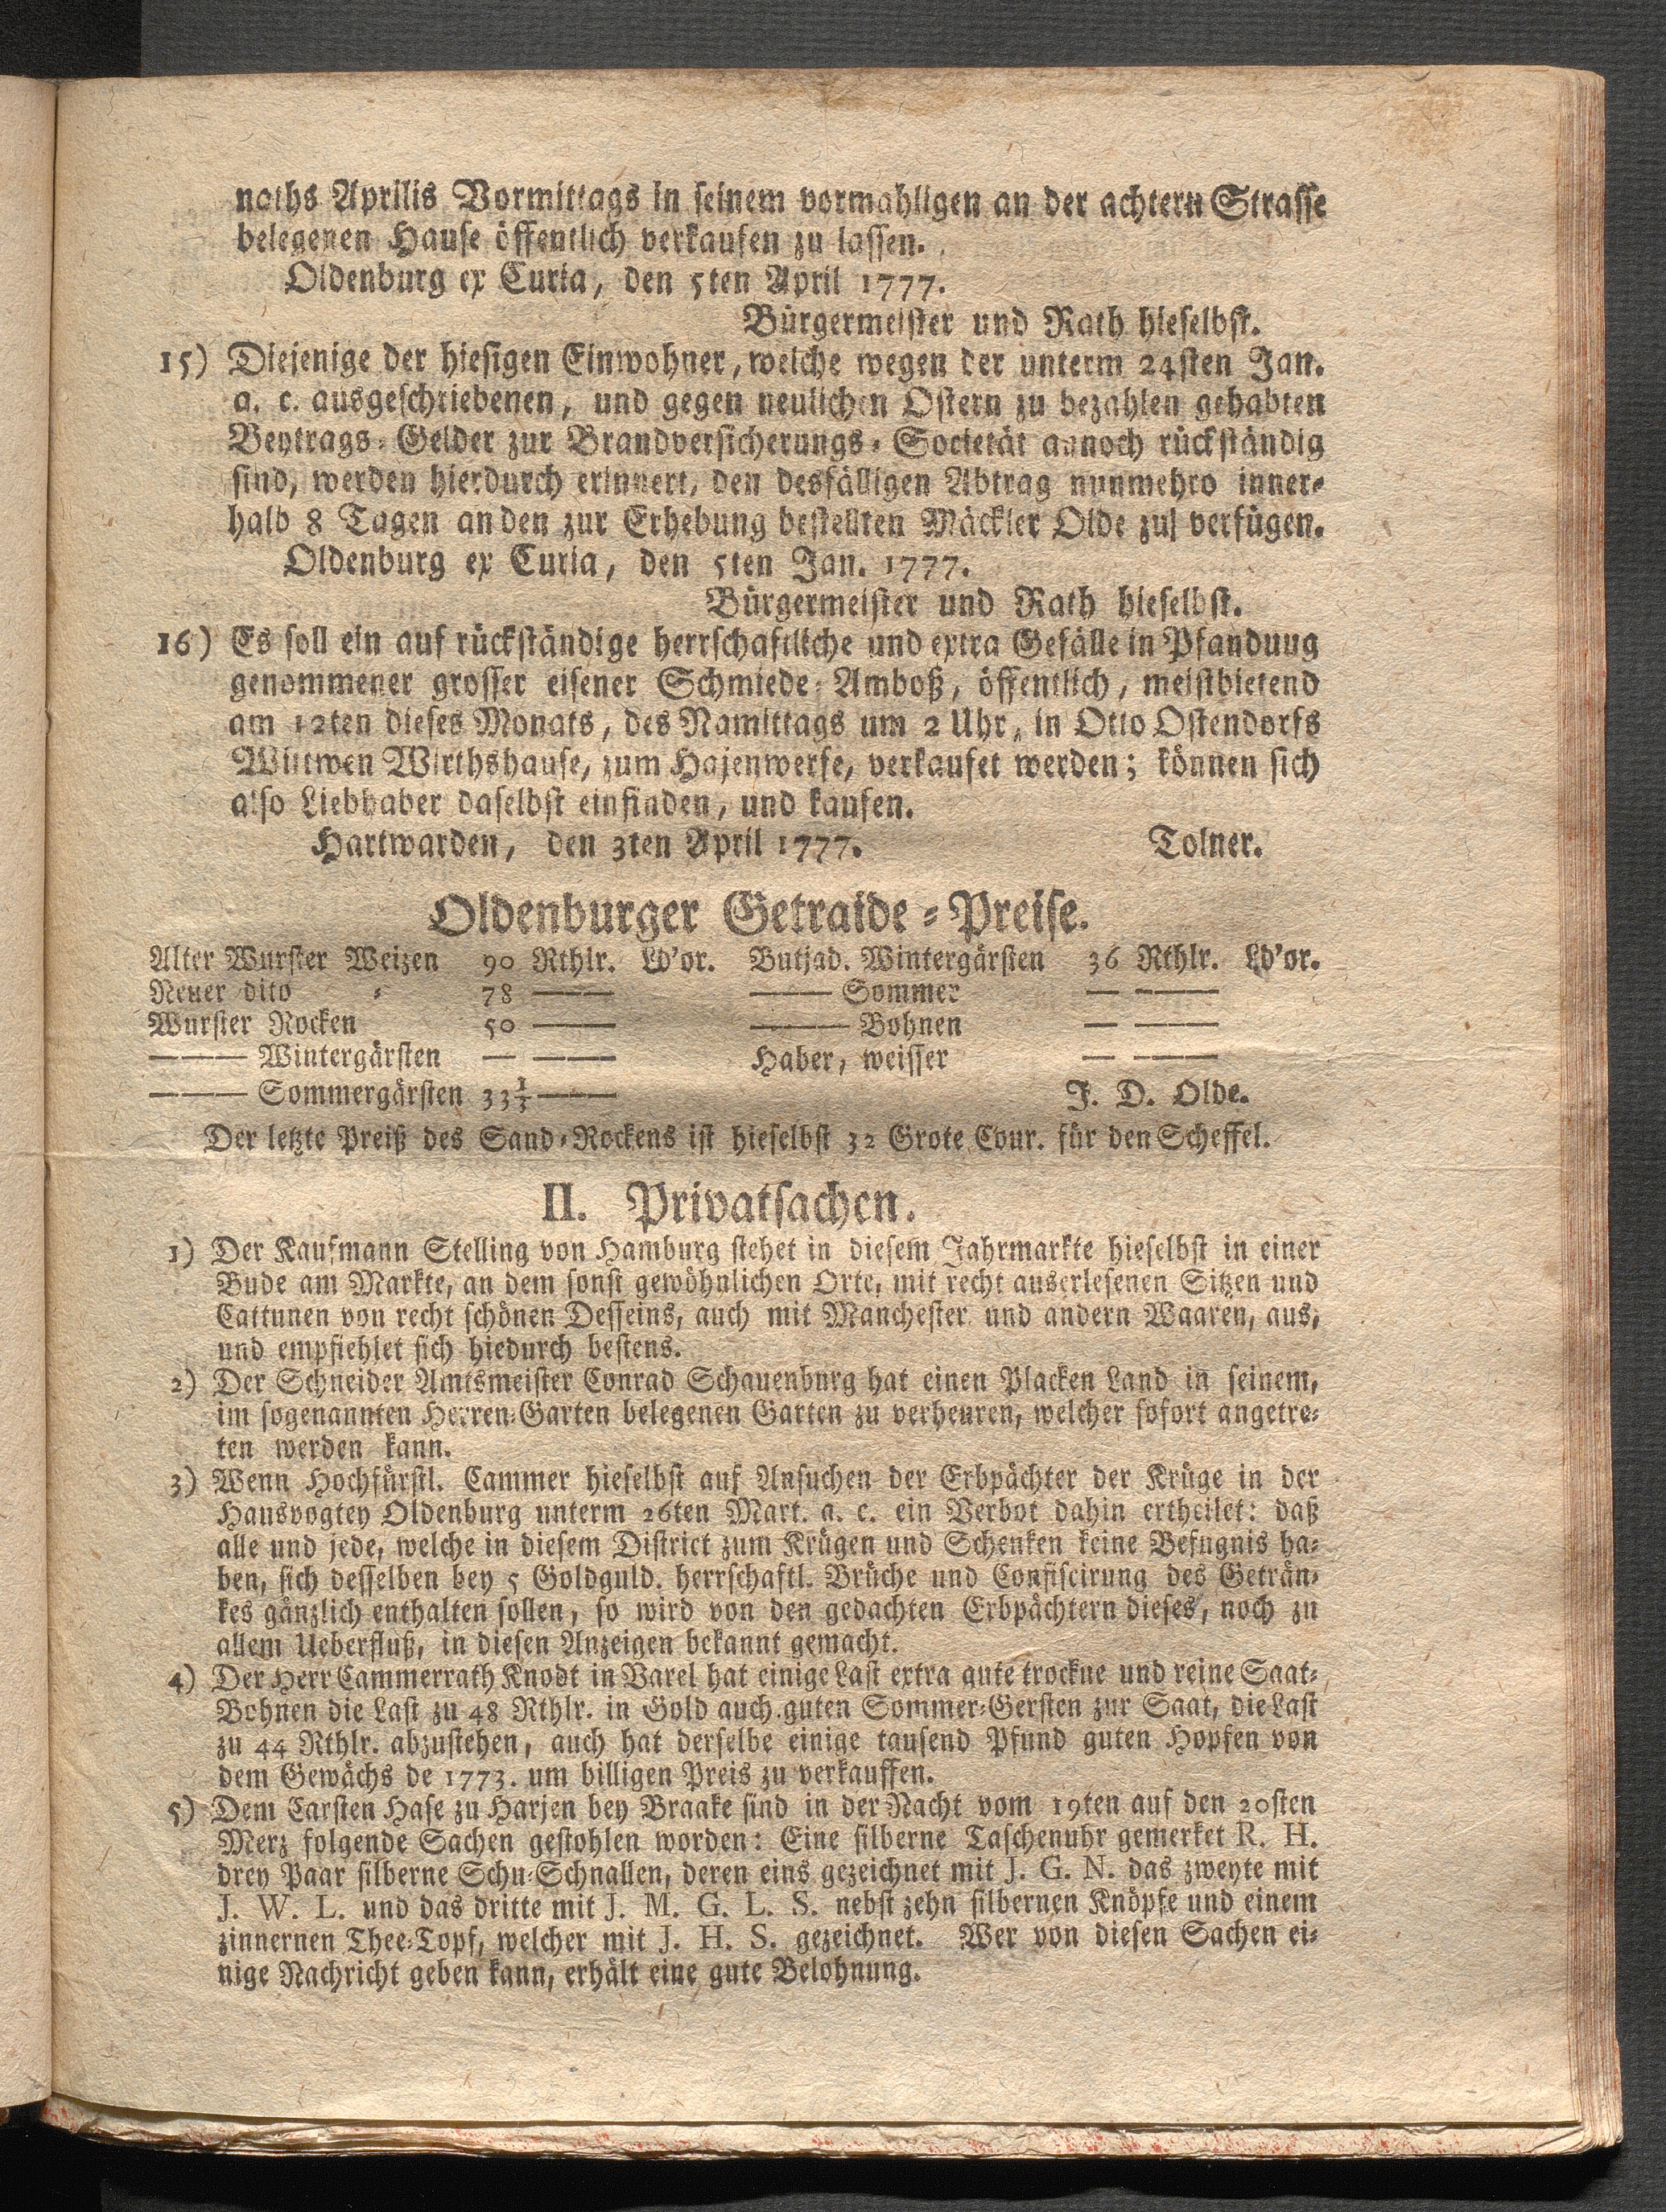 naths Aprilis Vormittags in seinem vormahligen an der achtern Strasse
belegenen Hause öffentlich verkaufen zu lassen.
Oldenburg ex Curia, den 5ten April 1777.
Bürgermeister und Rath hieselbst.
15) Diejenige der hiesigen Einwohner, welche wegen der unterm 24sten Jan.
a. c. ausgeschriebenen, und gegen neulichen Ostern zu bezahlen gehabten
Beytrags-Gelder zur Brandversicherungs-Societät annoch rückständig
sind, werden hierdurch erinnert, den desfälligen Abtrag nunmehro inner-
halb 8 Tagen an den zur Erhebung bestellten Mäckler Olde zu verfügen.
Oldenburg ex Curia, den 5ten Jan. 1777.
Bürgermeister und Rath hieselbst.
16) Es soll ein auf rückständige herrschaftliche und extra Gefälle in Pfanduug
genommener grosser eisener Schmiede-Amboß, öffentlich, meistbietend
am 12ten dieses Monats, des Namittags um 2 Uhr, in Otto Ostendorfs
Wittwen Wirthshause, zum Hajenwerfe, verkaufet werden; können sich
also Liebhaber daselbst einfinden, und kaufen.
Hartwarden, den 3ten April 1777. Tolner.
Oldenburger Getraide-Preise.
Alter Wurster Weizen 90 Rthlr. Ld'or. Butjad. Wintergärsten 36 Rthlr. Ld'or.
Neuer dito - 78 —— —— Sommer — ——
Wurster Rocken 50 —— —— Bohnen — ——
——— Wintergärsten — —— Haber, weisser — ——
——— Sommergärsten 33 1/3 —— J. D. Olde.
Der letzte Preiß des Sand-Rockens ist hieselbst 32 Grote Cour. für den Scheffel.
II. Privatsachen.
1) Der Kaufmann Stelling von Hamburg stehet in diesem Jahrmarkte hieselbst in einer
Bude am Markte, an dem sonst gewöhnlichen Orte, mit recht auserlesenen Sitzen und
Cattunen von recht schönen Desseins, auch mit Manchester und andern Waaren, aus,
und empfiehlet sich hiedurch bestens.
2) Der Schneider Amtsmeister Conrad Schauenburg hat einen Placken Land in seinem,
im sogenannten Herren-Garten belegenen Garten zu verheuren, welcher sofort angetre-
ten werden kann.
3) Wenn Hochfürstl. Cammer hieselbst auf Ansuchen der Erbpächter der Krüge in der
Hausvogtey Oldenburg unterm 26ten Mart. a. c. ein Verbot dahin ertheilet: daß
alle und jede, welche in diesem District zum Krügen und Schenken keine Befugnis ha-
ben, sich desselben bey 5 Goldguld. herrschaftl. Brüche und Confiscirung des Geträn-
kes gänzlich enthalten sollen, so wird von den gedachten Erbpächtern dieses, noch zu
allem Ueberfluß, in diesen Anzeigen bekannt gemacht.
4) Der Herr Cammerrath Knodt in Varel hat einige Last extra gute trockne und reine Saat-
Bohnen die Last zu 48 Rthlr. in Gold auch guten Sommer-Gersten zur Saat, die Last
zu 44 Rthlr. abzustehen, auch hat derselbe einige tausend Pfund guten Hopfen von
dem Gewächs de 1773. um billigen Preis zu verkauffen.
5) Dem Carsten Hase zu Harjen bey Braake sind in der Nacht vom 19ten auf den 20sten
Merz folgende Sachen gestohlen worden: Eine silberne Taschenuhr gemerket R. H.
drey Paar silberne Schu-Schnallen, deren eins gezeichnet mit J. G. N. das zweyte mit
J. W. L. und das dritte mit J. M. G. L. S. nebst zehn silbernen Knöpfe und einem
zinnernen Thee-Topf, welcher mit J. H. S. gezeichnet. Wer von diesen Sachen ei-
nige Nachricht geben kann, erhält eine gute Belohnung.